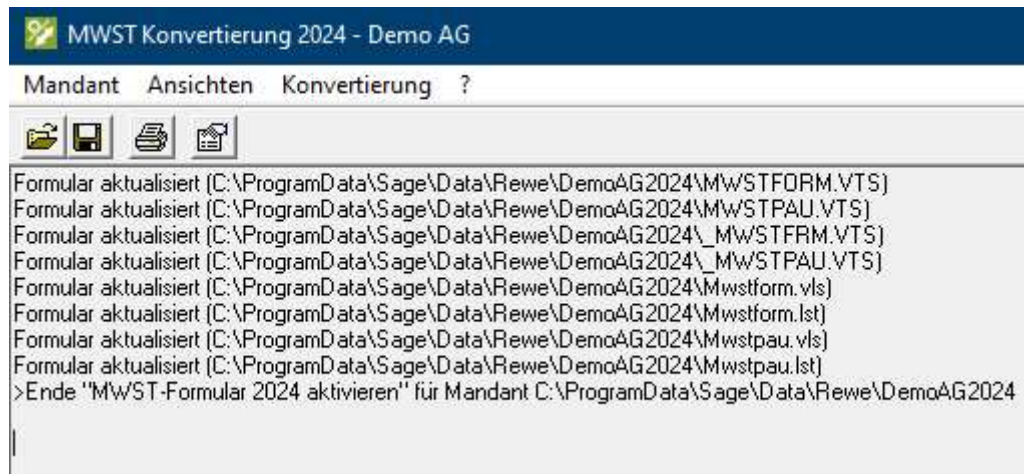 MWST Konvertierung 2024 - Demo AG
Mandant Ansichten Konvertierung ?
Formular aktualisiert (C:\ProgramData\Sage\Data\Rewe\DemoAG2024\MWSTFORM.VTS)
Formular aktualisiert (C:\ProgramData\Sage\Data\Rewe\DemoAG2024\MWSTPAU.VTS)
Formular aktualisiert (C:\ProgramData\Sage\Data\Rewe\DemoAG2024\_MWSTFRM.VTS)
Formular aktualisiert (C:\ProgramData\Sage\Data\Rewe\DemoAG2024\_MWSTPAU.VTS)
Formular aktualisiert (C:\ProgramData\Sage\Data\Rewe\DemoAG2024\Mwstform.vls)
Formular aktualisiert (C:\ProgramData\Sage\Data\Rewe\DemoAG2024\Mwstform.lst)
Formular aktualisiert (C:\ProgramData\Sage\Data\Rewe\DemoAG2024\Mwstpau.vls)
Formular aktualisiert (C:\ProgramData\Sage\Data\Rewe\DemoAG2024\Mwstpau.lst)
>Ende "MWST-Formular 2024 aktivieren" für Mandant C:\ProgramData\Sage\Data\Rewe\DemoAG2024